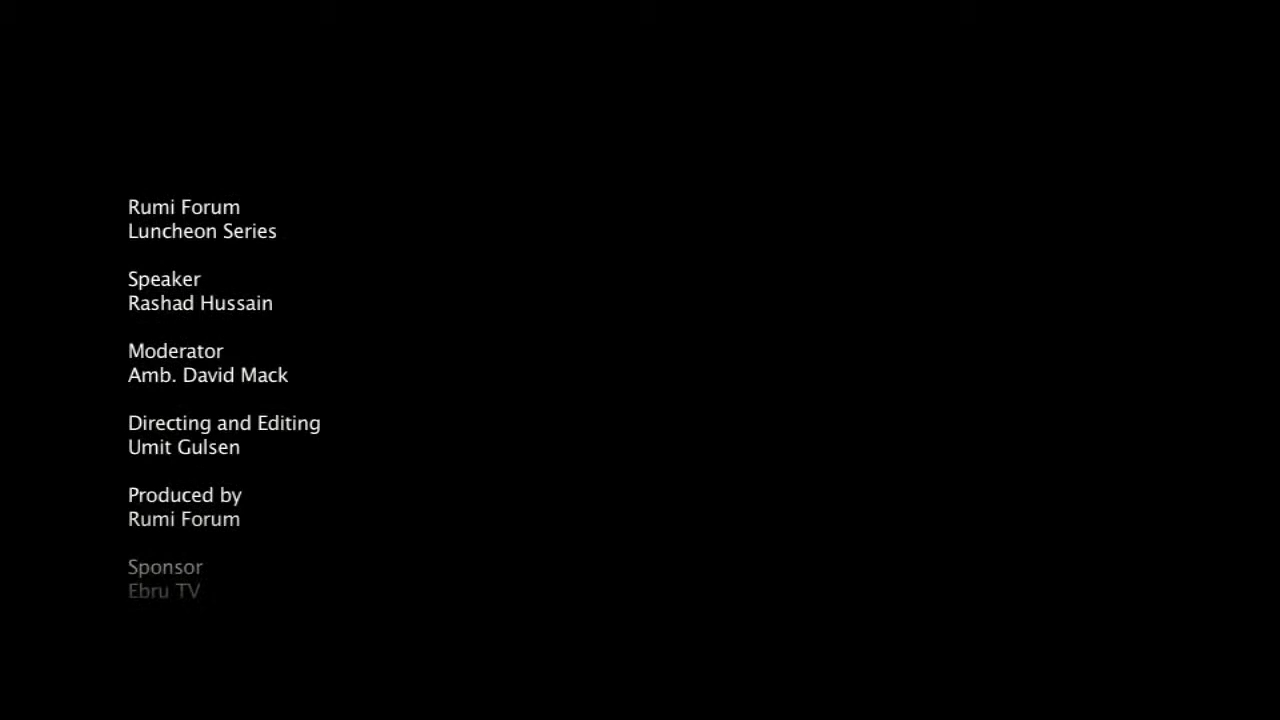 Rumi Forum
Luncheon Series
Speaker
Rashad Hussain
Moderator
Amb. David Mack
Directing and Editing
Umit Gulsen
Produced by
Rumi Forum
Sponsor
Ebru TV